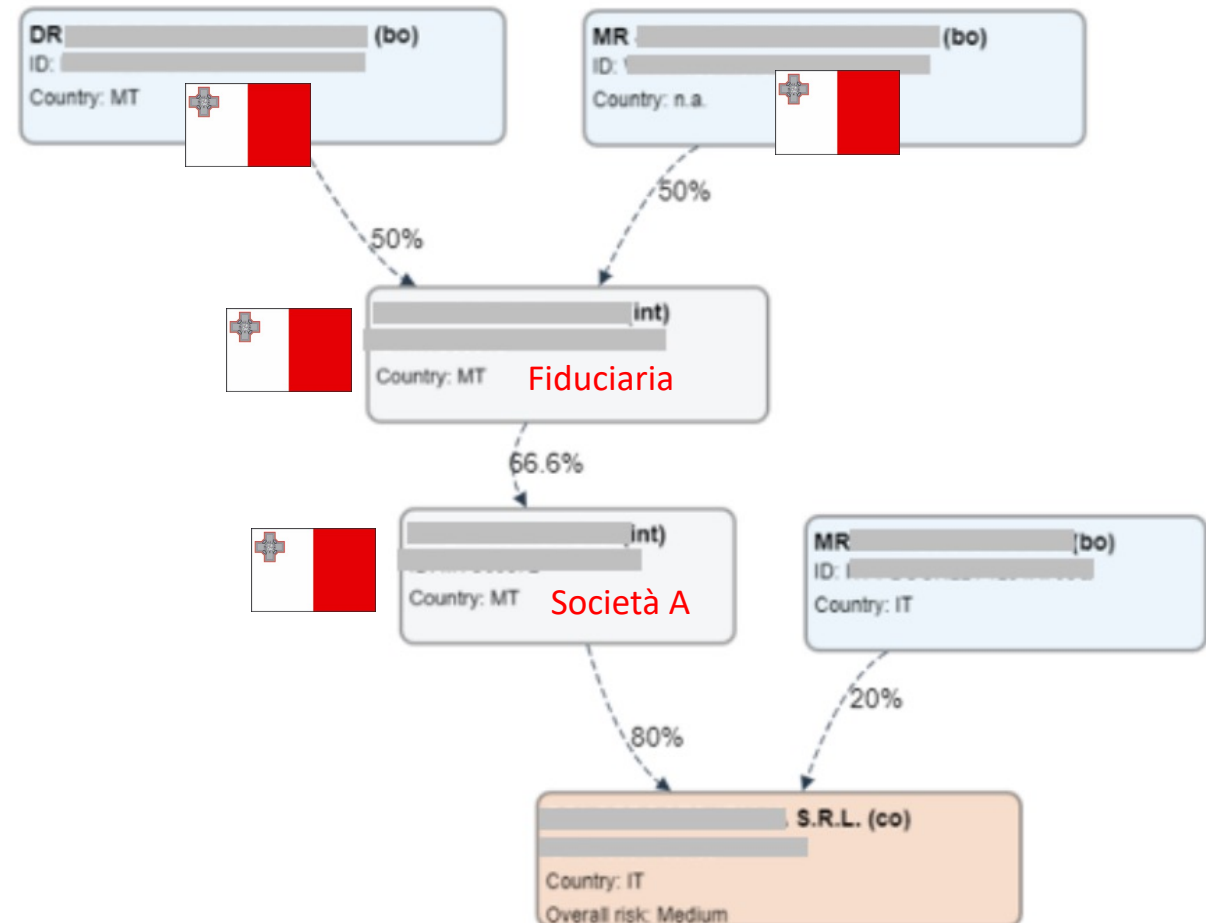 DR (bo)
ID:
Country: MT
MR (bo)
ID:
Country: n.a.
50%
50%
int)
Country: MT Fiduciaria
66.6%
int)
Country: MT Società A
MR (bo)
ID:
Country: IT
80%
20%
S.R.L. (co)
Country: IT
Overall risk: Medium